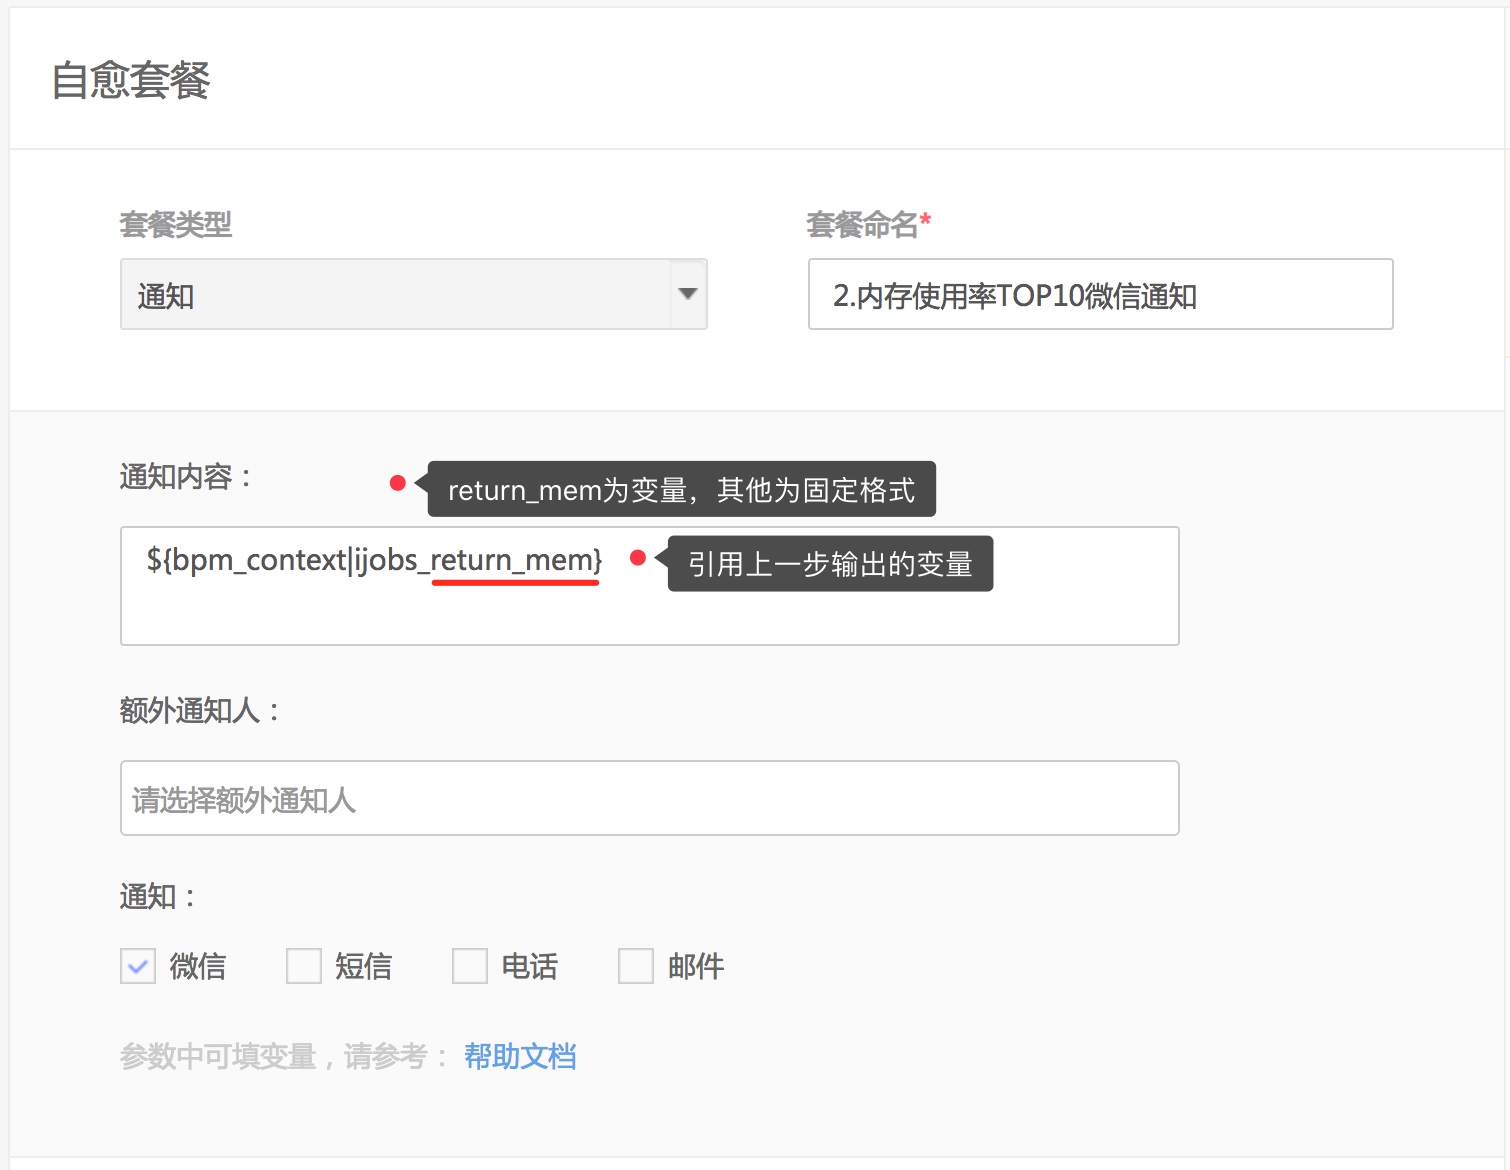 自愈套餐
套餐类型
套餐命名*
通知
2.内存使用率TOP10微信通知
通知内容：
return_mem为变量，其他为固定格式
${bpm_context|ijobs_return_mem}
引用上一步输出的变量
额外通知人：
请选择额外通知人
通知：
微信 短信 电话 邮件
参数中可填变量，请参考： 帮助文档